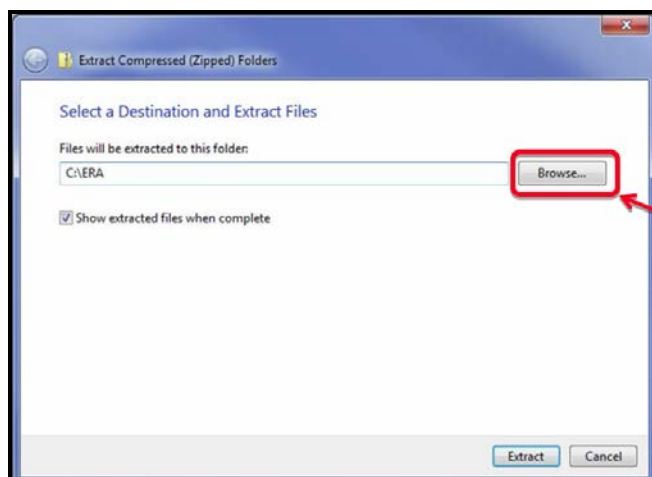 Extract Compressed (Zipped) Folders
Select a Destination and Extract Files
Files will be extracted to this folder:
C:\ERA
Browse...
Show extracted files when complete
Extract
Cancel